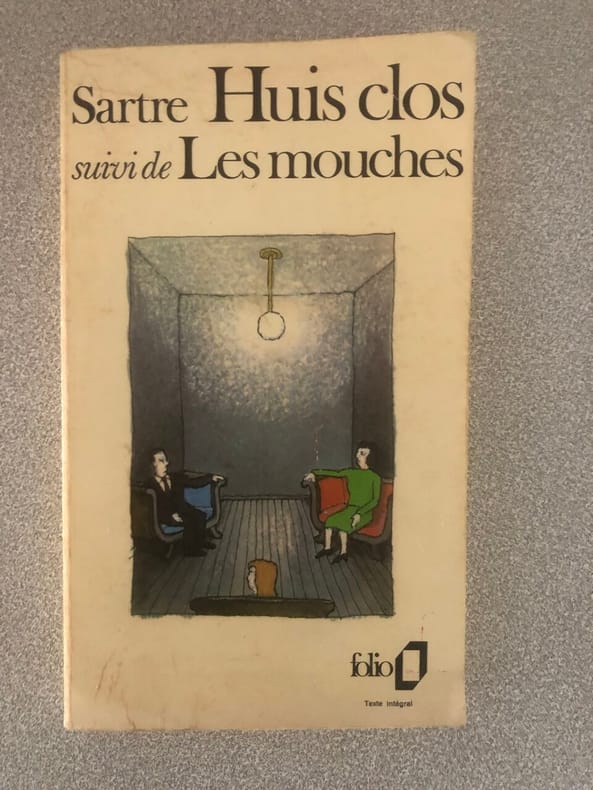 Sartre Huis clos
suivi de Les mouches
folio
Texte intégral